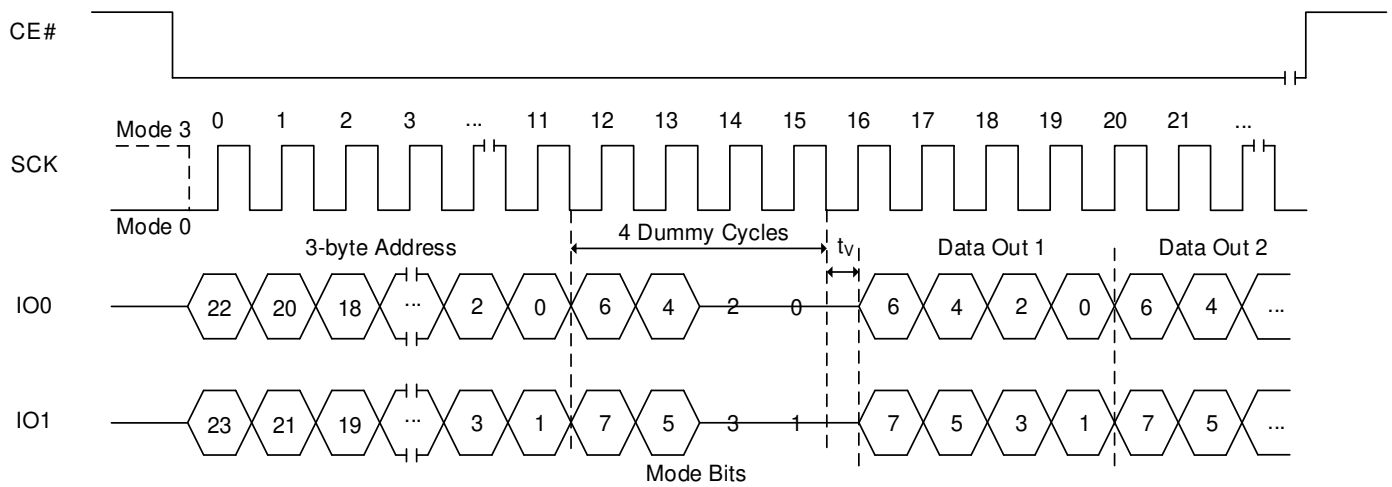 CE#
0 1 2 3 ... 11 12 13 14 15 16 17 18 19 20 21 ...
Mode 3
SCK
Mode 0
3-byte Address 4 Dummy Cycles tV Data Out 1 Data Out 2
IO0 22 20 18 ... 2 0 6 4 2 0 6 4 2 0 6 4 ...
IO1 23 21 19 ... 3 1 7 5 3 1 7 5 3 1 7 5 ...
Mode Bits